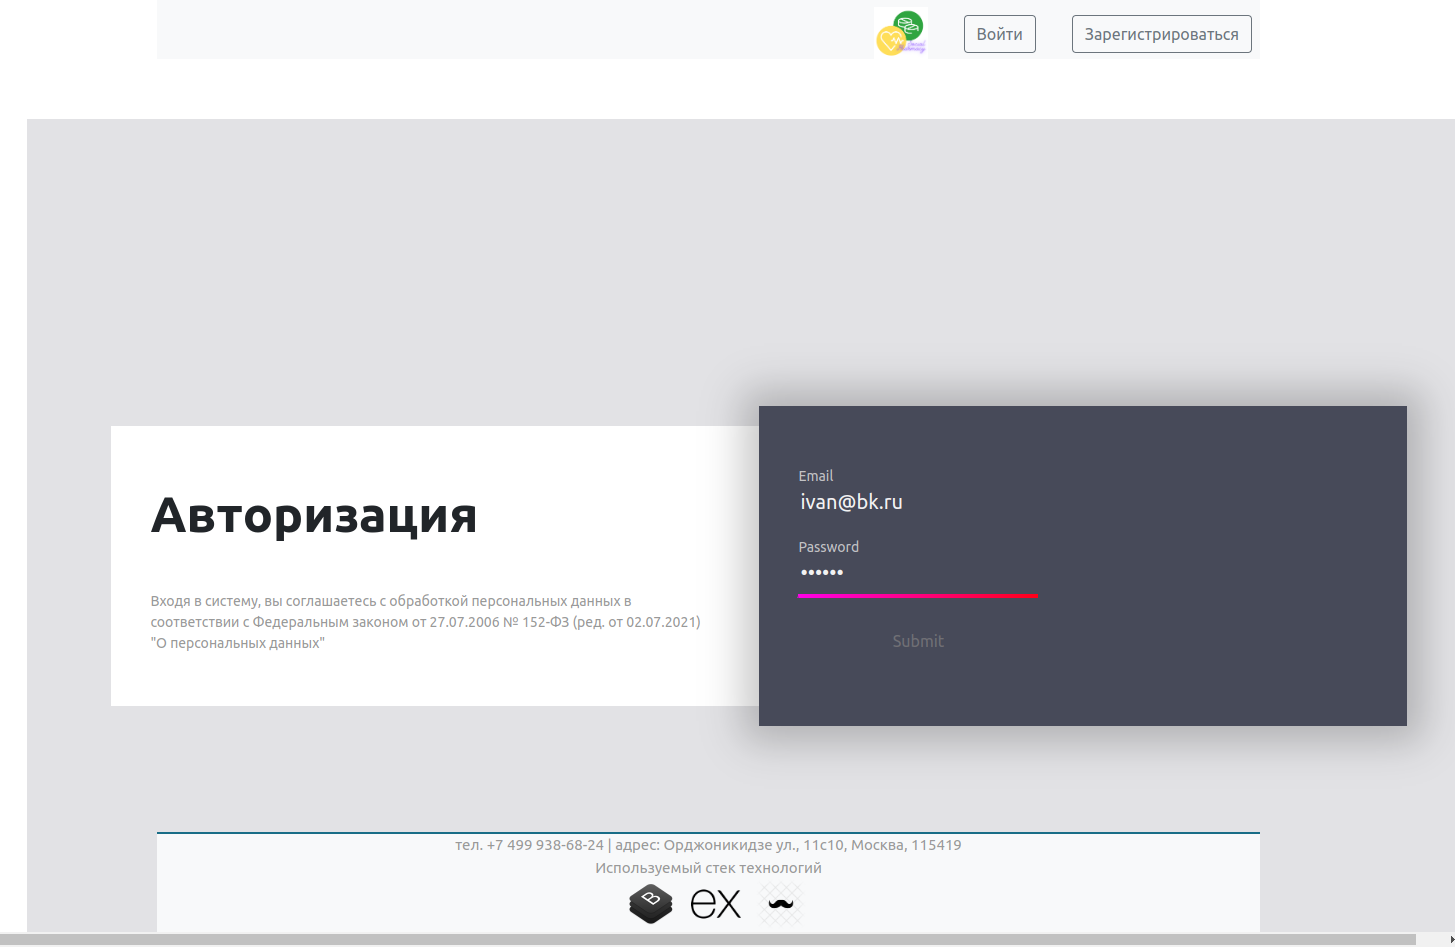 Войти
Зарегистрироваться
Авторизация
Входя в систему, вы соглашаетесь с обработкой персональных данных в
соответствии с Федеральным законом от 27.07.2006 № 152-ФЗ (ред. от 02.07.2021)
"О персональных данных"
Email
ivan@bk.ru
Password
••••••
Submit
тел. +7 499 938-68-24 | адрес: Орджоникидзе ул., 11с10, Москва, 115419
Используемый стек технологий
B
ex